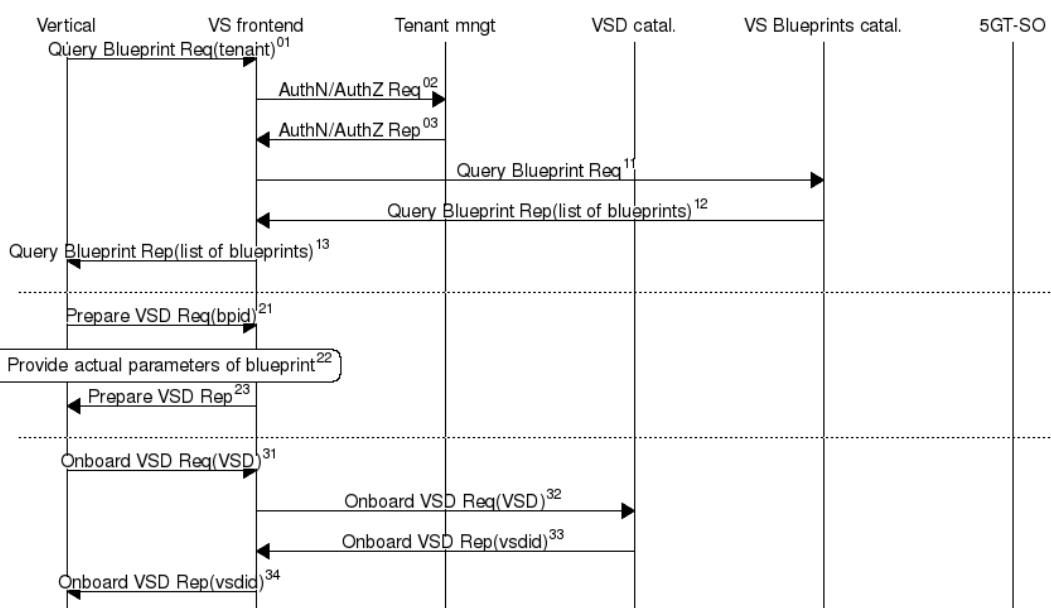 Vertical VS frontend Tenant mngt VSD catal. VS Blueprints catal. 5GT-SO
Query Blueprint Req(tenant)01
AuthN/AuthZ Req02
AuthN/AuthZ Rep03
Query Blueprint Req11
Query Blueprint Rep(list of blueprints)12
Query Blueprint Rep(list of blueprints)13
Prepare VSD Req(bpid)21
Provide actual parameters of blueprint22
Prepare VSD Rep23
Onboard VSD Req(VSD)31
Onboard VSD Req(VSD)32
Onboard VSD Rep(vsdid)33
Onboard VSD Rep(vsdid)34